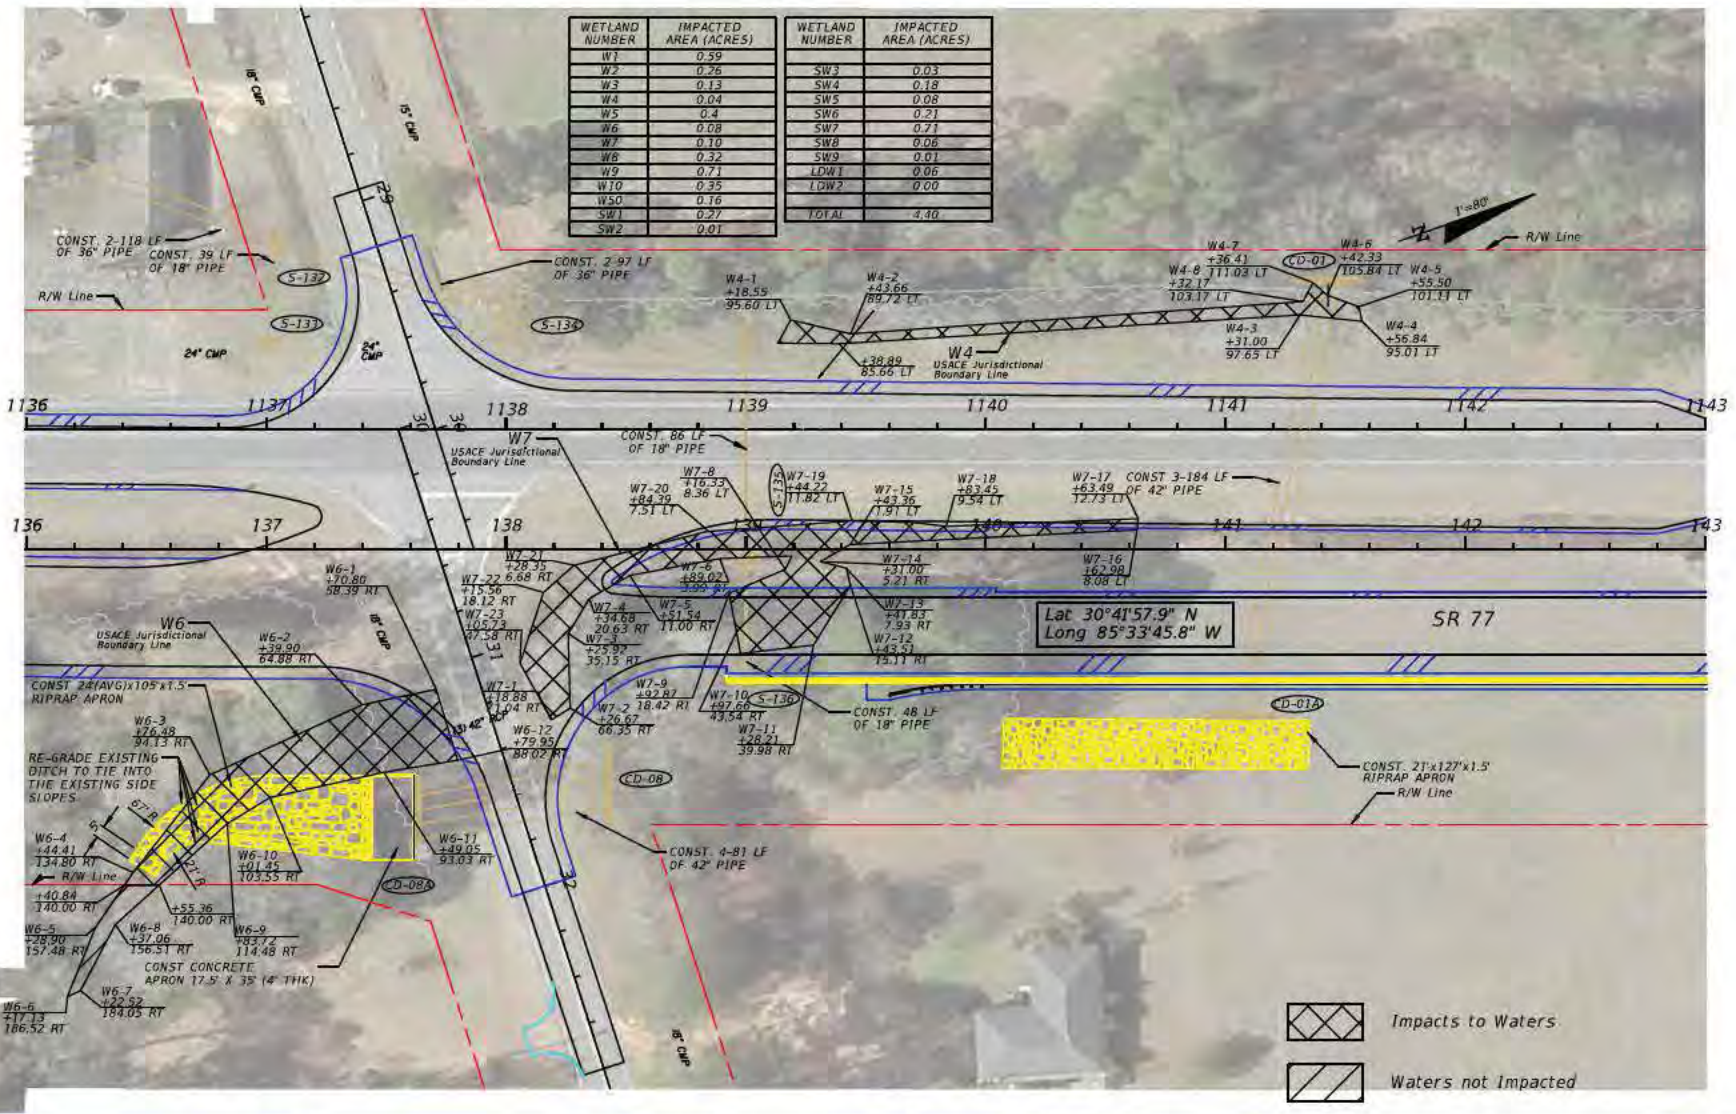 WETLAND NUMBER IMPACTED AREA (ACRES) WETLAND NUMBER IMPACTED AREA (ACRES)
W1 0.59
W2 0.26 SW3 0.03
W3 0.13 SW4 0.18
W4 0.04 SW5 0.08
W5 0.4 SW6 0.21
W6 0.08 SW7 0.71
W7 0.10 SW8 0.06
W8 0.32 SW9 0.01
W9 0.71 LDW1 0.06
W10 0.35 LDW2 0.00
W50 0.16
SW1 0.27 TOTAL 4.40
SW2 0.01
18" CMP
15" CMP
29
1"=80'
Z
R/W Line
CONST. 2-118 LF
OF 36" PIPE
CONST. 39 LF
OF 18" PIPE
S-132
R/W Line
S-131
24" CMP
24"
CMP
CONST. 2-97 LF
OF 36" PIPE
S-134
W4-1
+18.55
95.60 LT
W4-2
+43.66
89.72 LT
+38.89
85.66 LT
W4
USACE Jurisdictional
Boundary Line
W4-7
+36.41
111.03 LT
W4-8
+32.17
103.17 LT
CD-01
W4-6
+42.33
105.84 LT
W4-5
+55.50
101.11 LT
W4-3
+31.00
97.65 LT
W4-4
+56.84
95.01 LT
1136 1137 1138 1139 1140 1141 1142 1143
30 30
W7
USACE Jurisdictional
Boundary Line
CONST. 86 LF
OF 18" PIPE
W7-8
+16.33
8.36 LT
W7-20
+84.39
7.51 LT
S-135
W7-19
+44.22
11.82 LT
W7-15
+43.36
1.91 LT
W7-18
+83.45
9.54 LT
W7-17
+63.49
12.73 LT
CONST 3-184 LF
OF 42" PIPE
136 137 138 139 140 141 142 143
W6-1
+70.80
58.39 RT
W7-21
+28.35
6.68 RT
W7-22
+15.56
18.12 RT
W7-23
+05.73
47.58 RT
W7-6
+89.02
W7-5
+51.54
11.00 RT
W7-4
+34.68
20.63 RT
W7-3
+25.92
35.15 RT
W7-14
+31.00
5.21 RT
W7-13
+41.83
7.93 RT
W7-12
+43.51
15.11 RT
W7-16
+62.98
8.08 LT
Lat 30°41'57.9" N
Long 85°33'45.8" W
SR 77
18" CMP
31
W6
USACE Jurisdictional
Boundary Line
W6-2
+39.90
64.88 RT
CONST 24'(AVG)x105'x1.5'
RIPRAP APRON
W6-3
+76.48
94.13 RT
RE-GRADE EXISTING
DITCH TO TIE INTO
THE EXISTING SIDE
SLOPES
W7-1
+18.88
71.04 RT
42" RCP
W6-12
+79.95
88.02 RT
W7-2
+26.67
66.35 RT
W7-9
+92.87
18.42 RT
W7-10
+97.66
43.54 RT
S-136
W7-11
+28.21
39.98 RT
CONST. 48 LF
OF 18" PIPE
CD-01A
CONST. 21'x127'x1.5'
RIPRAP APRON
R/W Line
CD-08
CONST. 4-81 LF
OF 42" PIPE
67' R
5'
21' R
W6-4
+44.41
134.80 RT
R/W Line
+40.84
140.00 RT
W6-5
+28.90
157.48 RT
+55.36
140.00 RT
W6-8
+37.06
156.51 RT
W6-10
+01.45
103.55 RT
W6-11
+49.05
93.03 RT
CD-08A
W6-9
+83.72
114.48 RT
CONST CONCRETE
APRON 17.5' X 35' (4" THK)
W6-7
+22.52
184.05 RT
W6-6
+17.13
186.52 RT
32
18" CMP
Impacts to Waters
Waters not Impacted